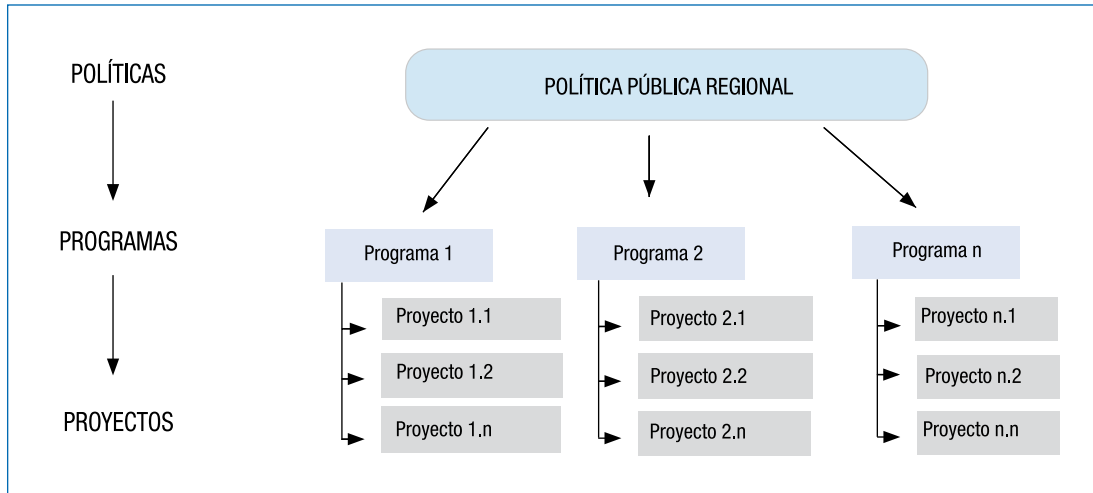 POLÍTICAS
POLÍTICA PÚBLICA REGIONAL
PROGRAMAS
Programa 1
Programa 2
Programa n
Proyecto 1.1
Proyecto 2.1
Proyecto n.1
Proyecto 1.2
Proyecto 2.2
Proyecto n.2
PROYECTOS
Proyecto 1.n
Proyecto 2.n
Proyecto n.n